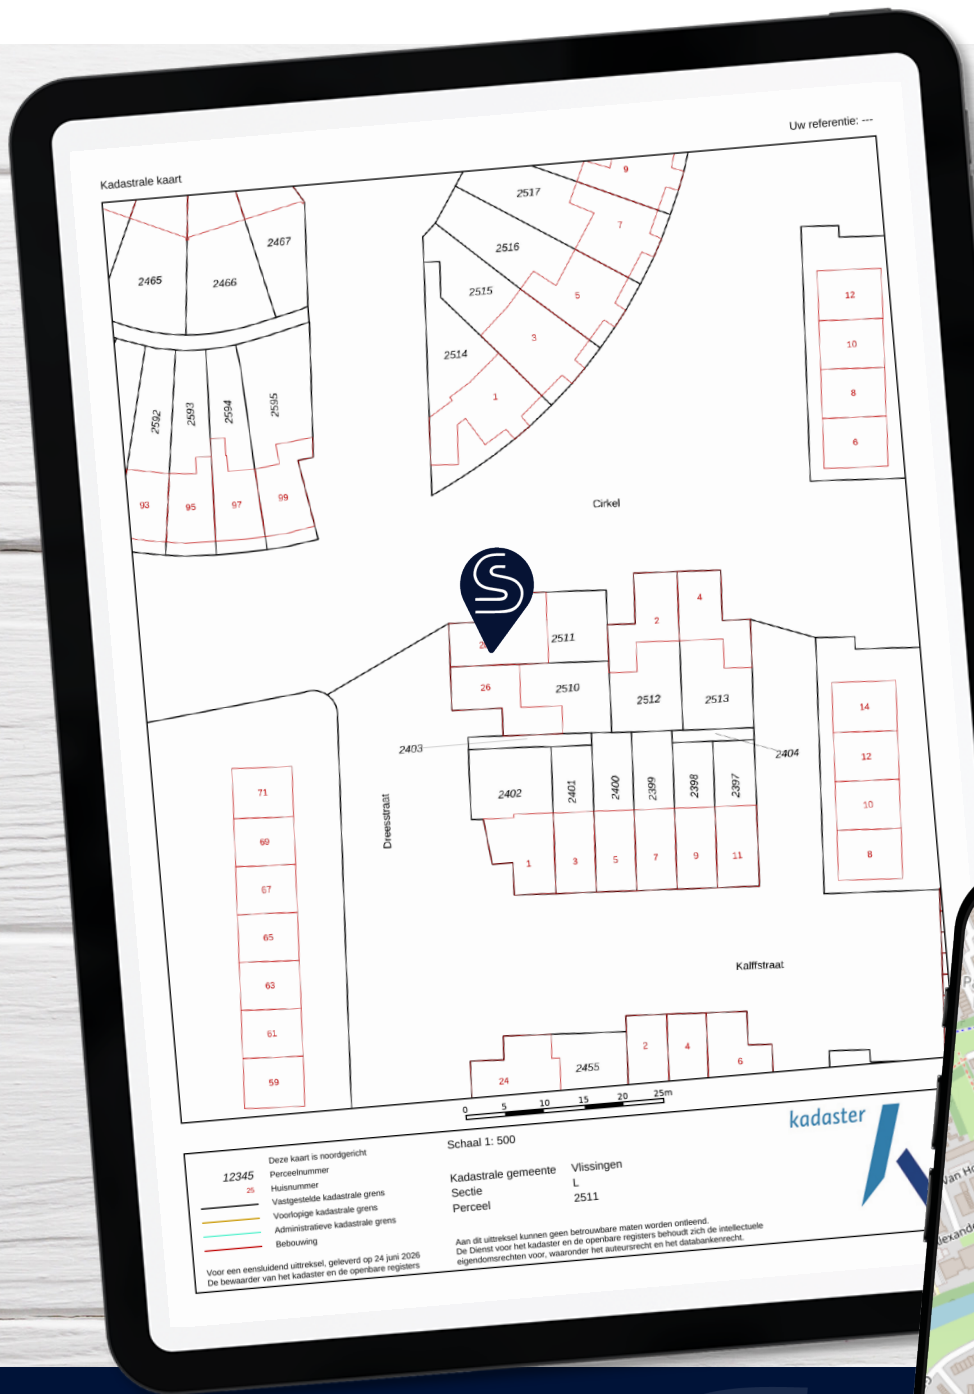 Uw referentie: ---
Kadastrale kaart
9
2517
7
2467
2516
2465
2466
12
2515
5
3
10
2514
8
1
2592
2593
2594
2595
6
93
95
97
99
Cirkel
S
4
2
2511
26
2510
2512
2513
14
2403
2404
12
2402
2401
2400
2399
2398
2397
71
10
Dreesstraat
69
1
3
5
7
9
11
8
67
65
Kalffstraat
63
61
2
4
6
2455
24
59
0 5 10 15 20 25m
Schaal 1: 500
kadaster
Deze kaart is noordgericht
12345 Perceelnummer
25 Huisnummer
Vastgestelde kadastrale grens
Voorlopige kadastrale grens
Administratieve kadastrale grens
Bebouwing
Kadastrale gemeente Vlissingen
Sectie L
Perceel 2511
Voor een eensluidend uittreksel, geleverd op 24 juni 2026
De bewaarder van het kadaster en de openbare registers
Aan dit uittreksel kunnen geen betrouwbare maten worden ontleend.
De Dienst voor het kadaster en de openbare registers behoudt zich de intellectuele
eigendomsrechten voor, waaronder het auteursrecht en het databankenrecht.